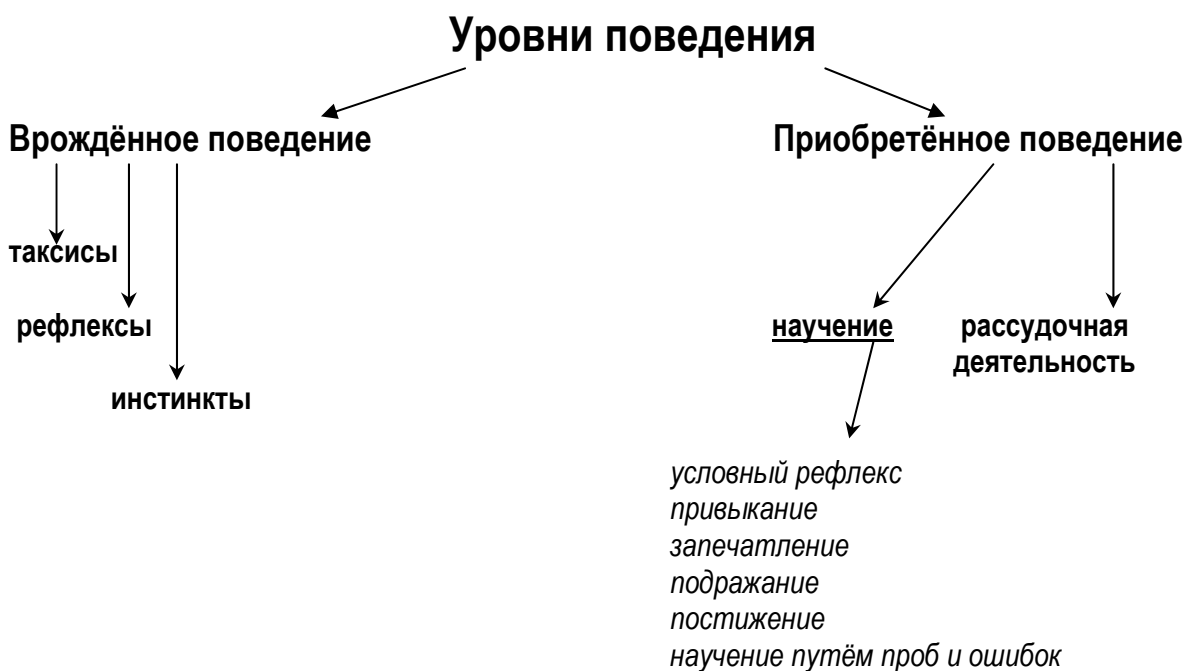 Уровни поведения
Врождённое поведение
Приобретённое поведение
таксисы
рефлексы
инстинкты
научение
рассудочная
деятельность
условный рефлекс
привыкание
запечатление
подражание
постижение
научение путём проб и ошибок